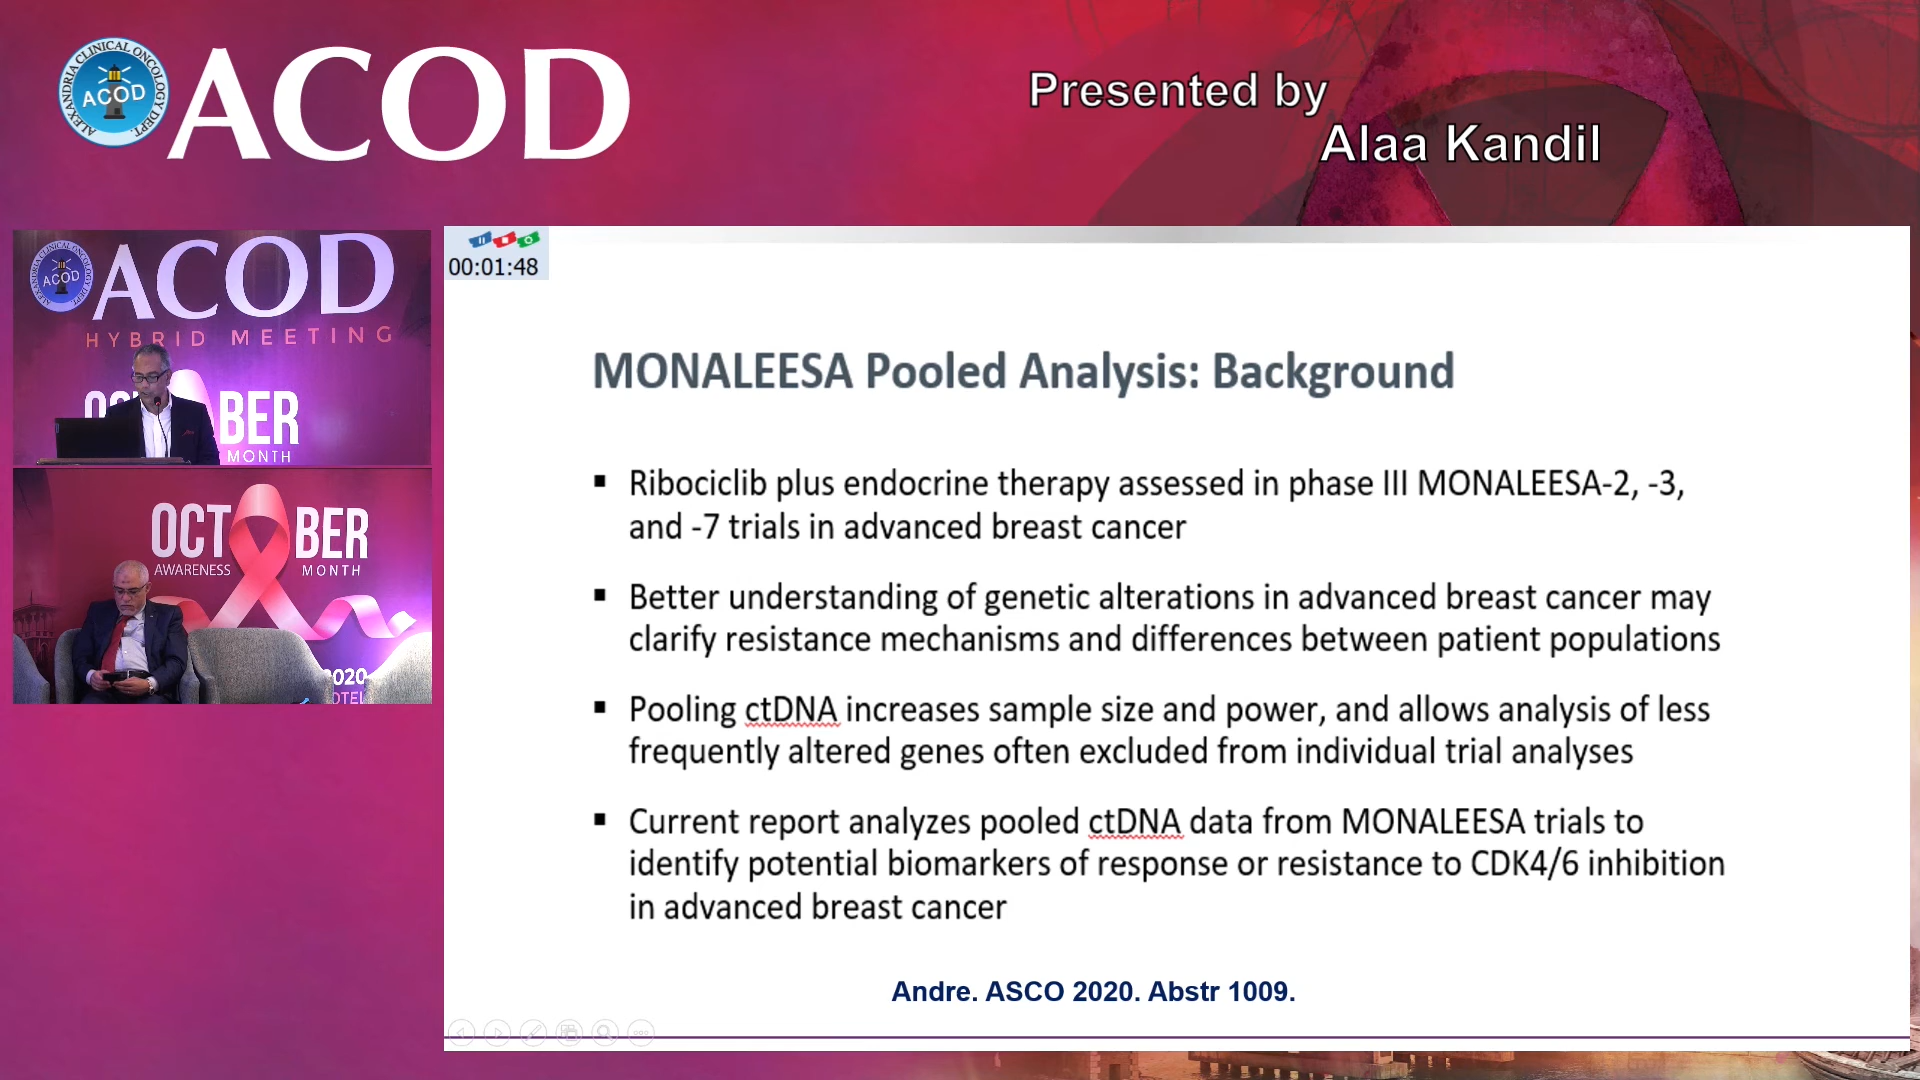 ALEXANDRIA CLINICAL ONCOLOGY DEPT.
ACOD
ACOD
Presented by
Alaa Kandil
ACOD
ACOD
HYBRID MEETING
BER
MONTH
OCT BER
AWARENESS MONTH
2020
00:01:48
MONALEESA Pooled Analysis: Background
▪ Ribociclib plus endocrine therapy assessed in phase III MONALEESA-2, -3,
and -7 trials in advanced breast cancer
▪ Better understanding of genetic alterations in advanced breast cancer may
clarify resistance mechanisms and differences between patient populations
▪ Pooling ctDNA increases sample size and power, and allows analysis of less
frequently altered genes often excluded from individual trial analyses
▪ Current report analyzes pooled ctDNA data from MONALEESA trials to
identify potential biomarkers of response or resistance to CDK4/6 inhibition
in advanced breast cancer
Andre. ASCO 2020. Abstr 1009.